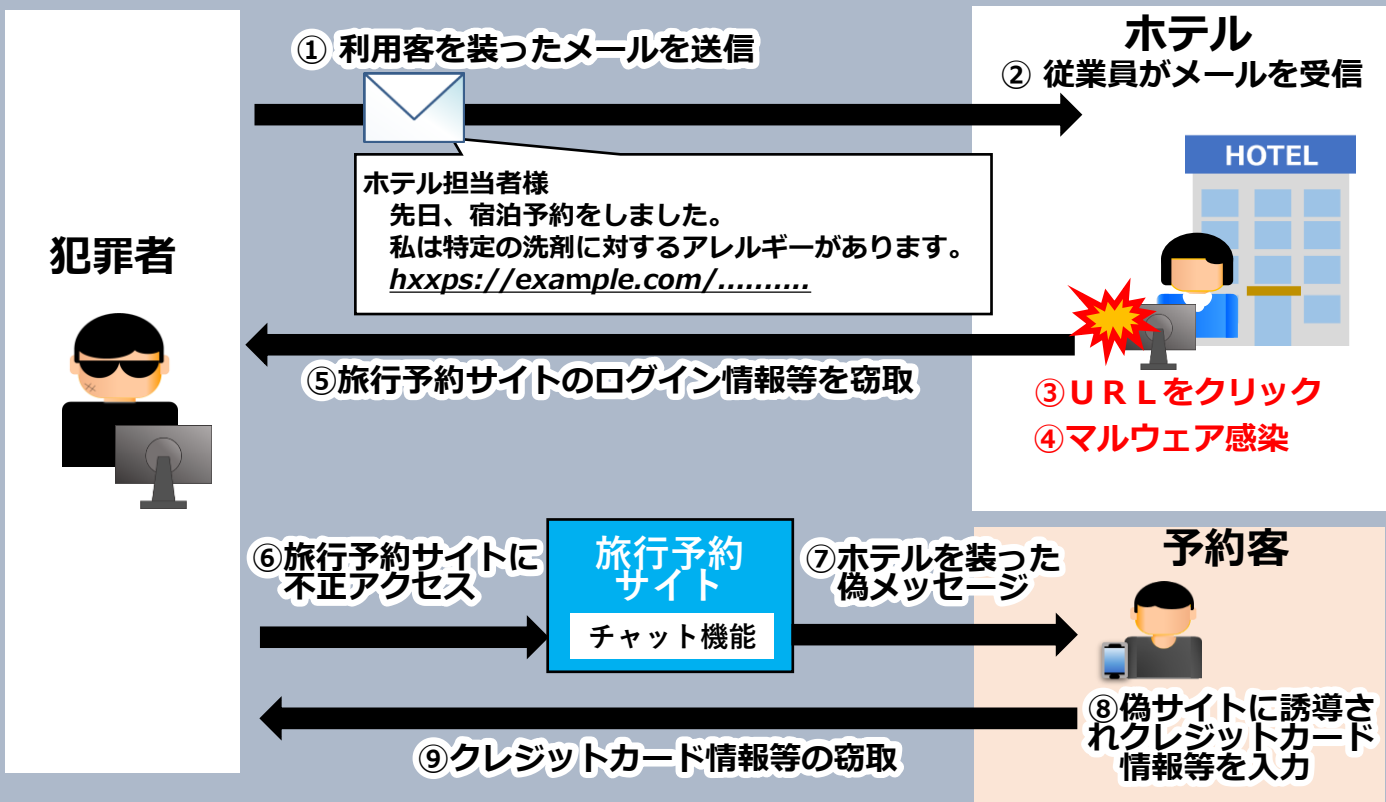 ① 利用客を装ったメールを送信
ホテル
② 従業員がメールを受信
HOTEL
ホテル担当者様
先日、宿泊予約をしました。
私は特定の洗剤に対するアレルギーがあります。
hxxps://example.com/..........
犯罪者
⑤旅行予約サイトのログイン情報等を窃取
③ＵＲＬをクリック
④マルウェア感染
⑥旅行予約サイトに
不正アクセス
旅行予約
サイト
チャット機能
⑦ホテルを装った
偽メッセージ
予約客
⑧偽サイトに誘導さ
れクレジットカード
情報等を入力
⑨クレジットカード情報等の窃取